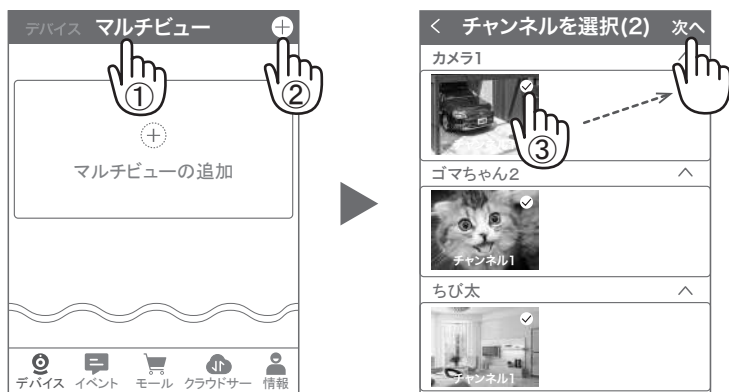 デバイス マルチビュー
①
②
マルチビューの追加
デバイス イベント モール クラウドサー 情報
チャンネルを選択(2) 次へ
カメラ1
③
ゴマちゃん2
チャンネル1
ちび太
チャンネル1